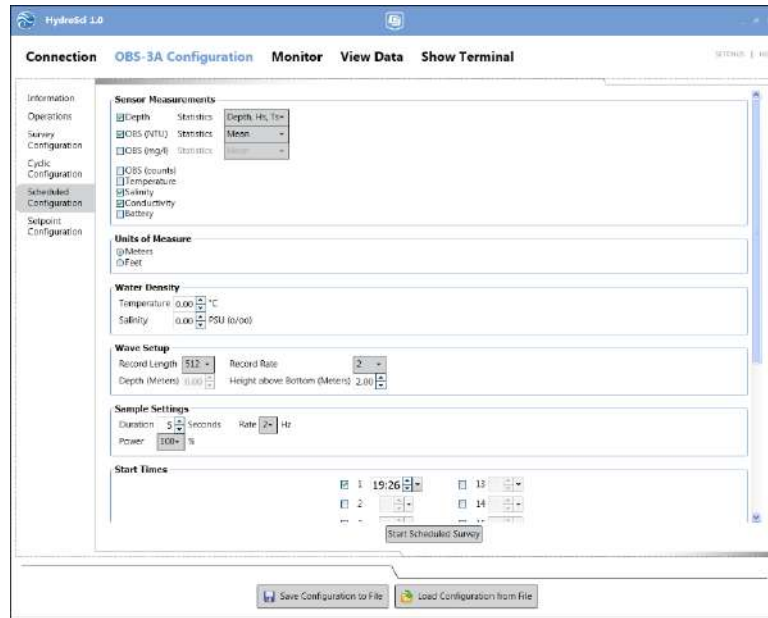 HydroSci 1.0
Connection OBS-3A Configuration Monitor View Data Show Terminal
Information
Operations
Survey
Configuration
Cyclic
Configuration
Scheduled
Configuration
Setpoint
Configuration
Sensor Measurements
Depth Statistics Depth, Hs, Ts
OBS (NTU) Statistics Mean
OBS (mg/l) Statistics Mean
OBS (counts)
Temperature
Salinity
Conductivity
Battery
Units of Measure
Meters
Feet
Water Density
Temperature 0.00 °C
Salinity 0.00 PSU (o/oo)
Wave Setup
Record Length 512 Record Rate 2
Depth (Meters) 0.00 Height above Bottom (Meters) 2.00
Sample Settings
Duration 5 Seconds Rate 2 Hz
Power 100 %
Start Times
1 19:26 13
2 14
Start Scheduled Survey
Save Configuration to File Load Configuration from File